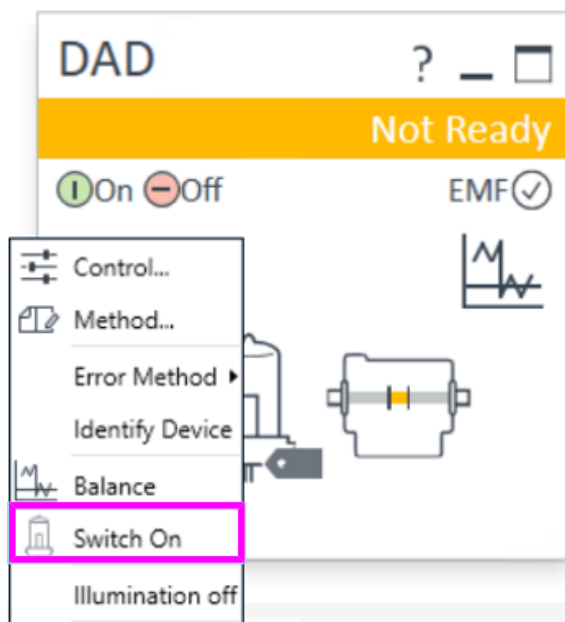 DAD ?
Not Ready
On Off EMF
Control...
Method...
Error Method
Identify Device
Balance
Switch On
Illumination off